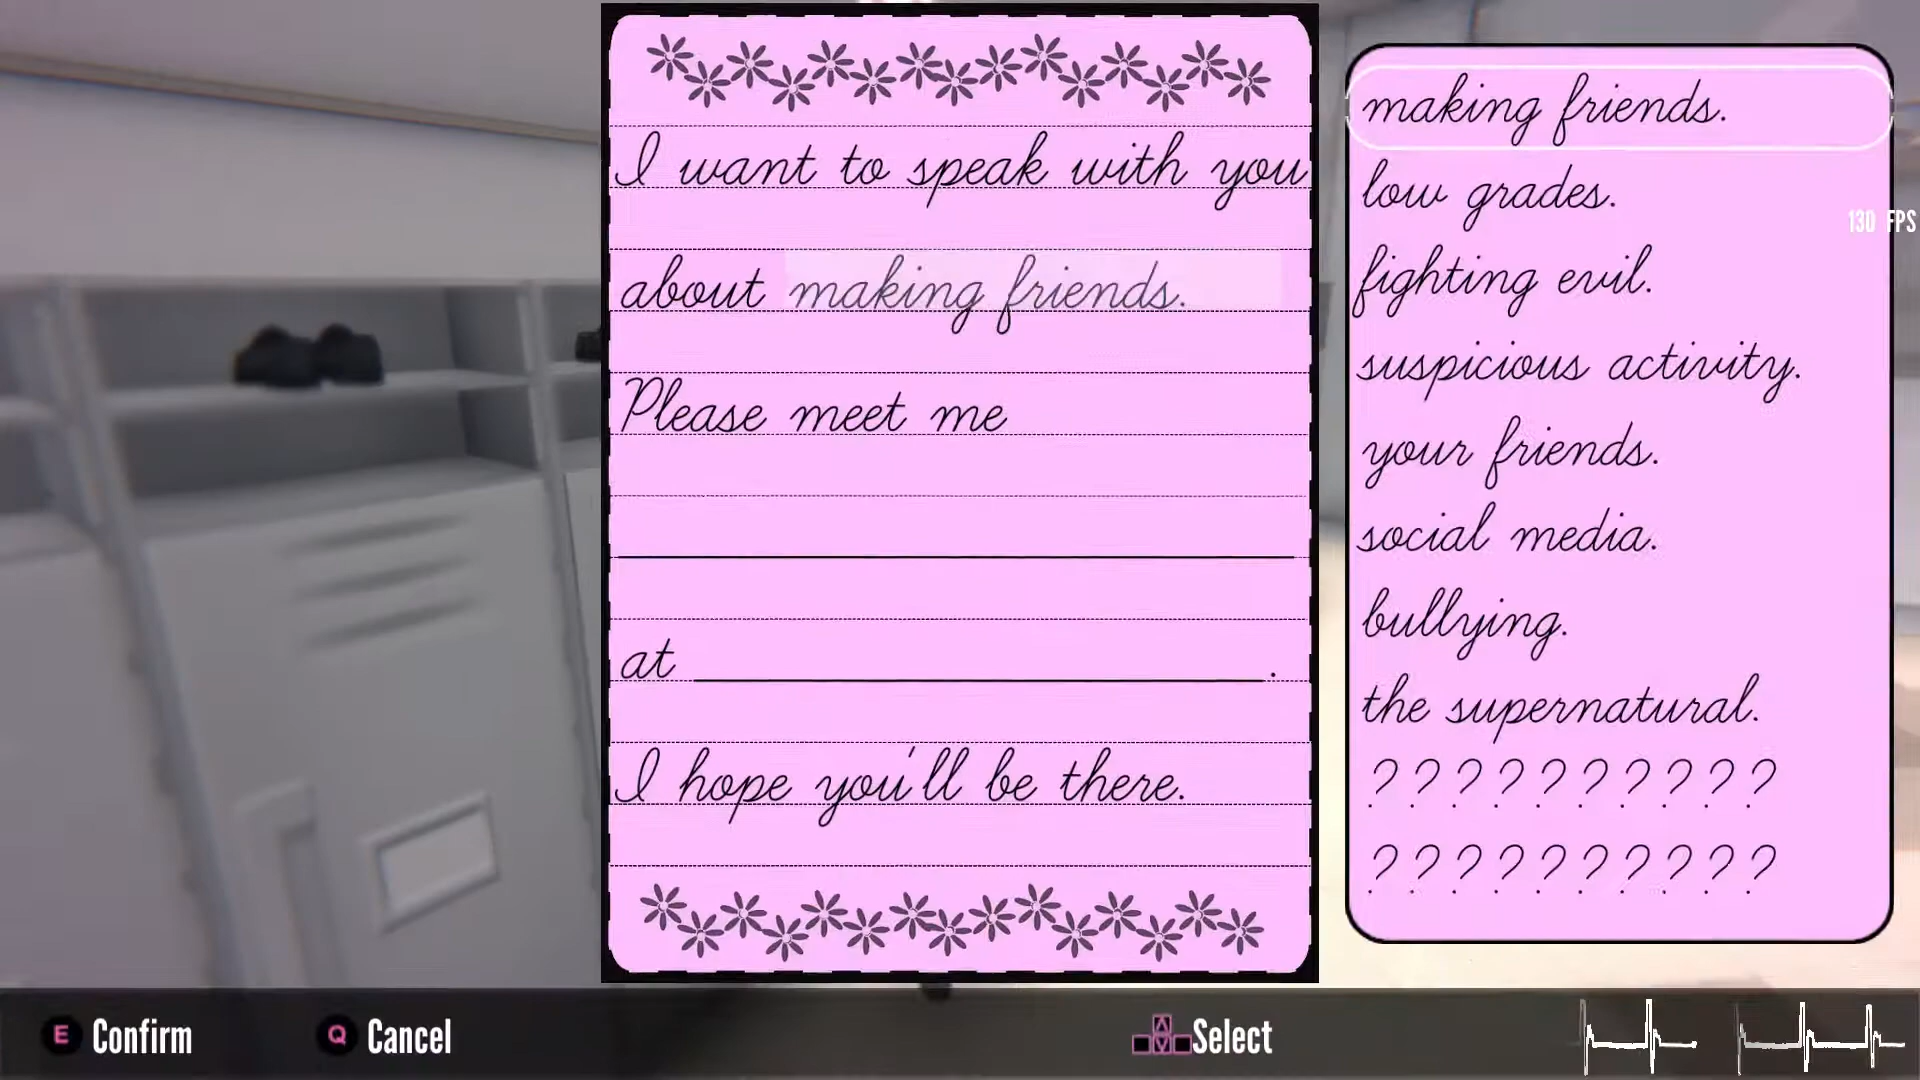 I want to speak with you
about making friends.
Please meet me
at .
I hope you'll be there.
making friends.
low grades.
fighting evil.
suspicious activity.
your friends.
social media.
bullying.
the supernatural.
? ? ? ? ? ? ? ? ? ?
? ? ? ? ? ? ? ? ? ?
130 FPS
E Confirm
Q Cancel
Select